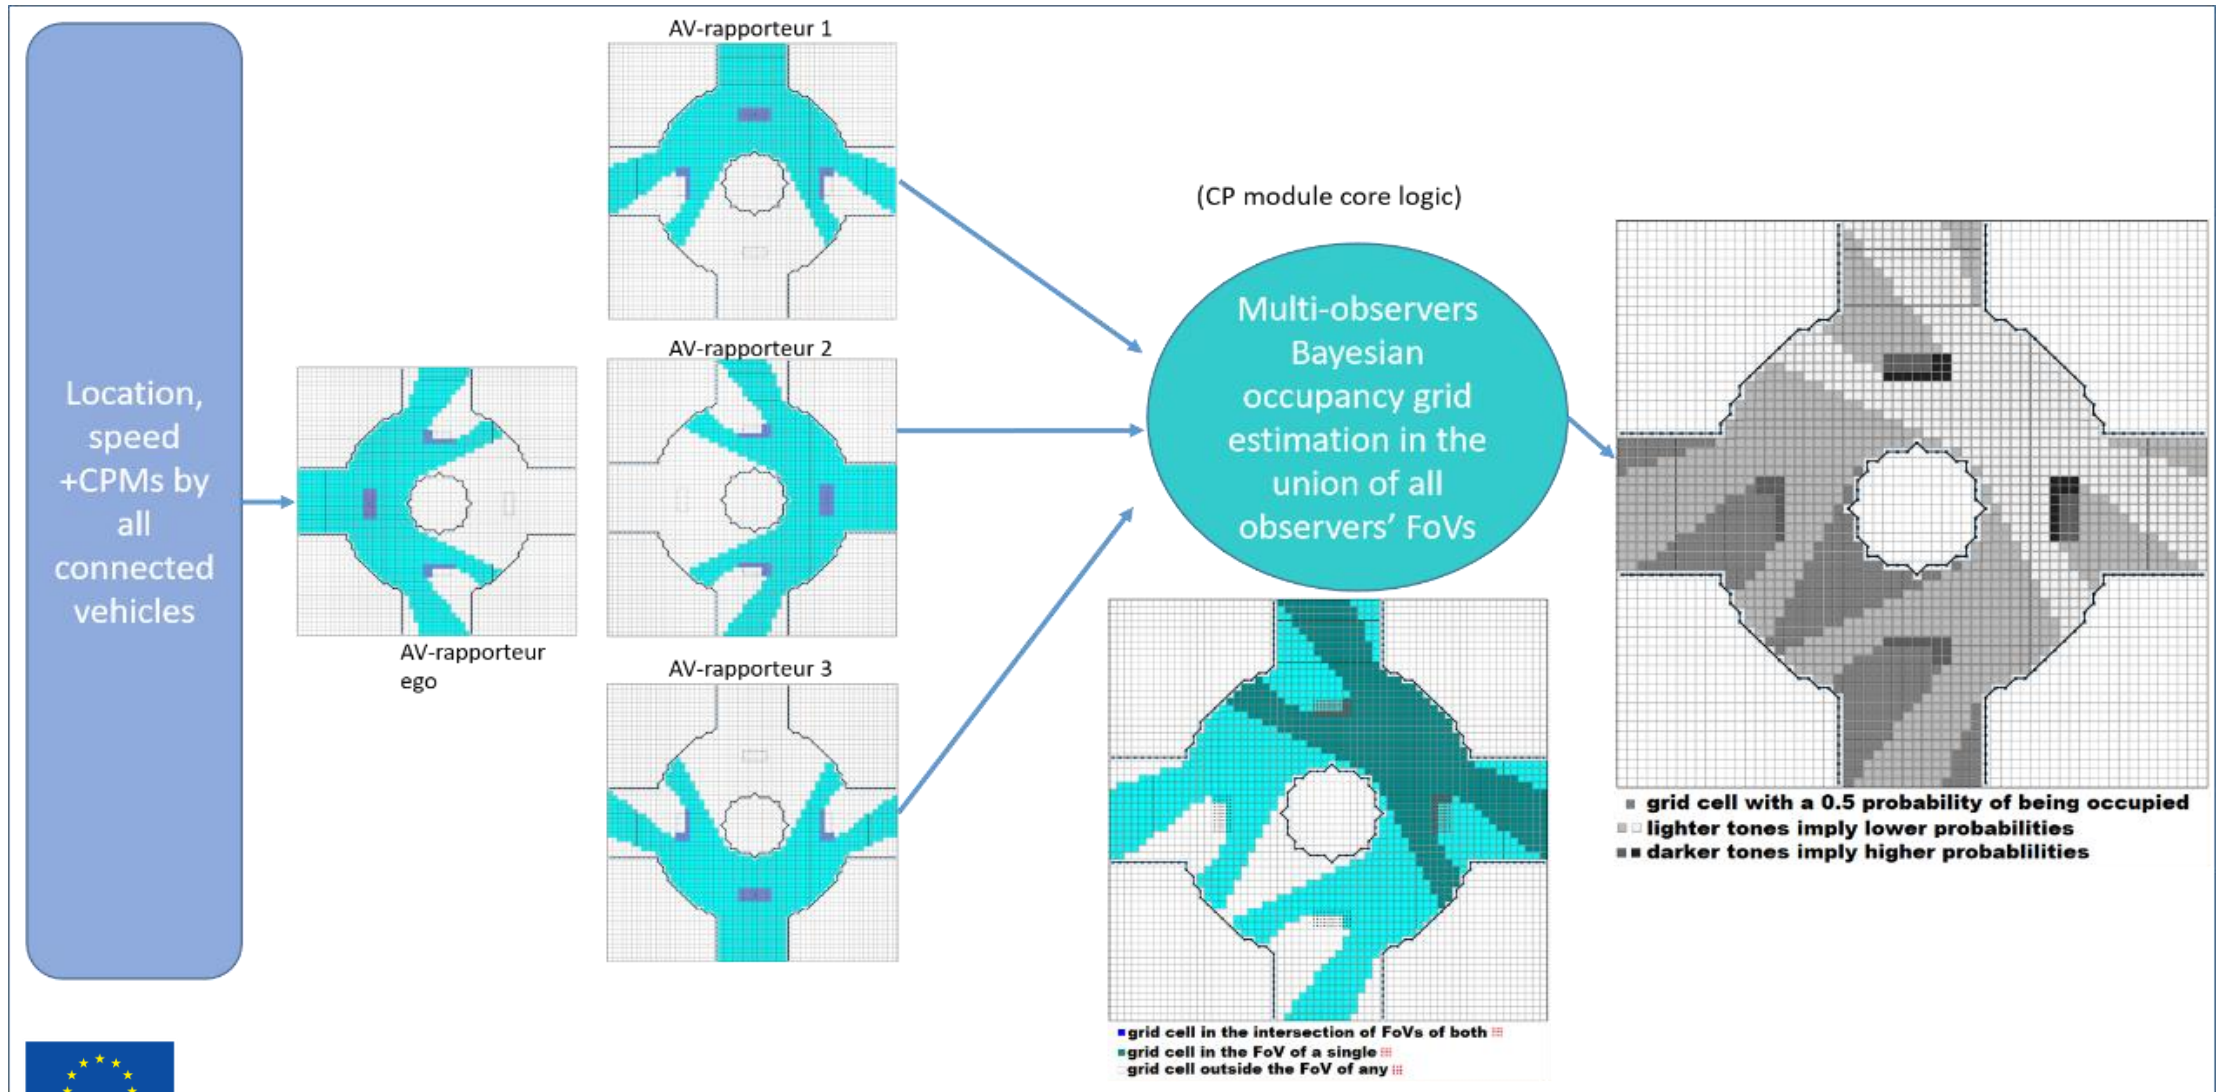 Location,
speed
+CPMs by
all
connected
vehicles
AV-rapporteur
ego
AV-rapporteur 1
AV-rapporteur 2
AV-rapporteur 3
(CP module core logic)
Multi-observers
Bayesian
occupancy grid
estimation in the
union of all
observers’ FoVs
grid cell in the intersection of FoVs of both
grid cell in the FoV of a single
grid cell outside the FoV of any
grid cell with a 0.5 probability of being occupied
lighter tones imply lower probabilities
darker tones imply higher probablilities